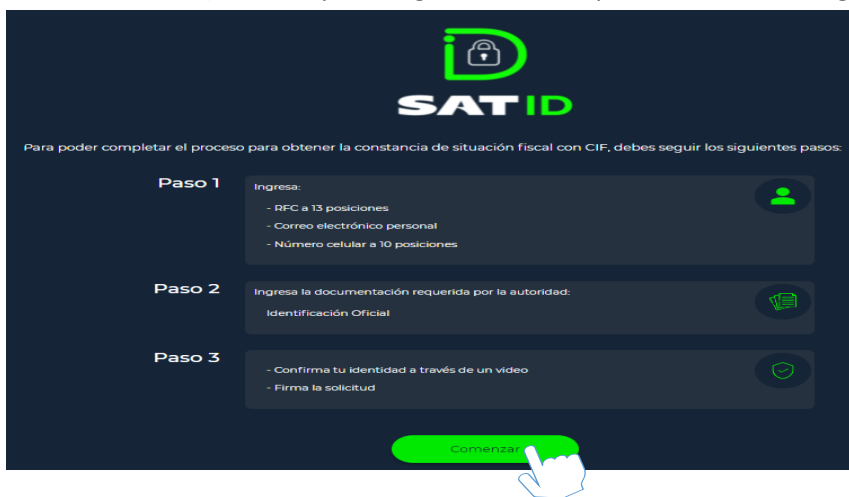 SATID
Para poder completar el proceso para obtener la constancia de situación fiscal con CIF, debes seguir los siguientes pasos:
Paso 1
Ingresa:
- RFC a 13 posiciones
- Correo electrónico personal
- Número celular a 10 posiciones
Paso 2
Ingresa la documentación requerida por la autoridad:
Identificación Oficial
Paso 3
- Confirma tu identidad a través de un video
- Firma la solicitud
Comenzar